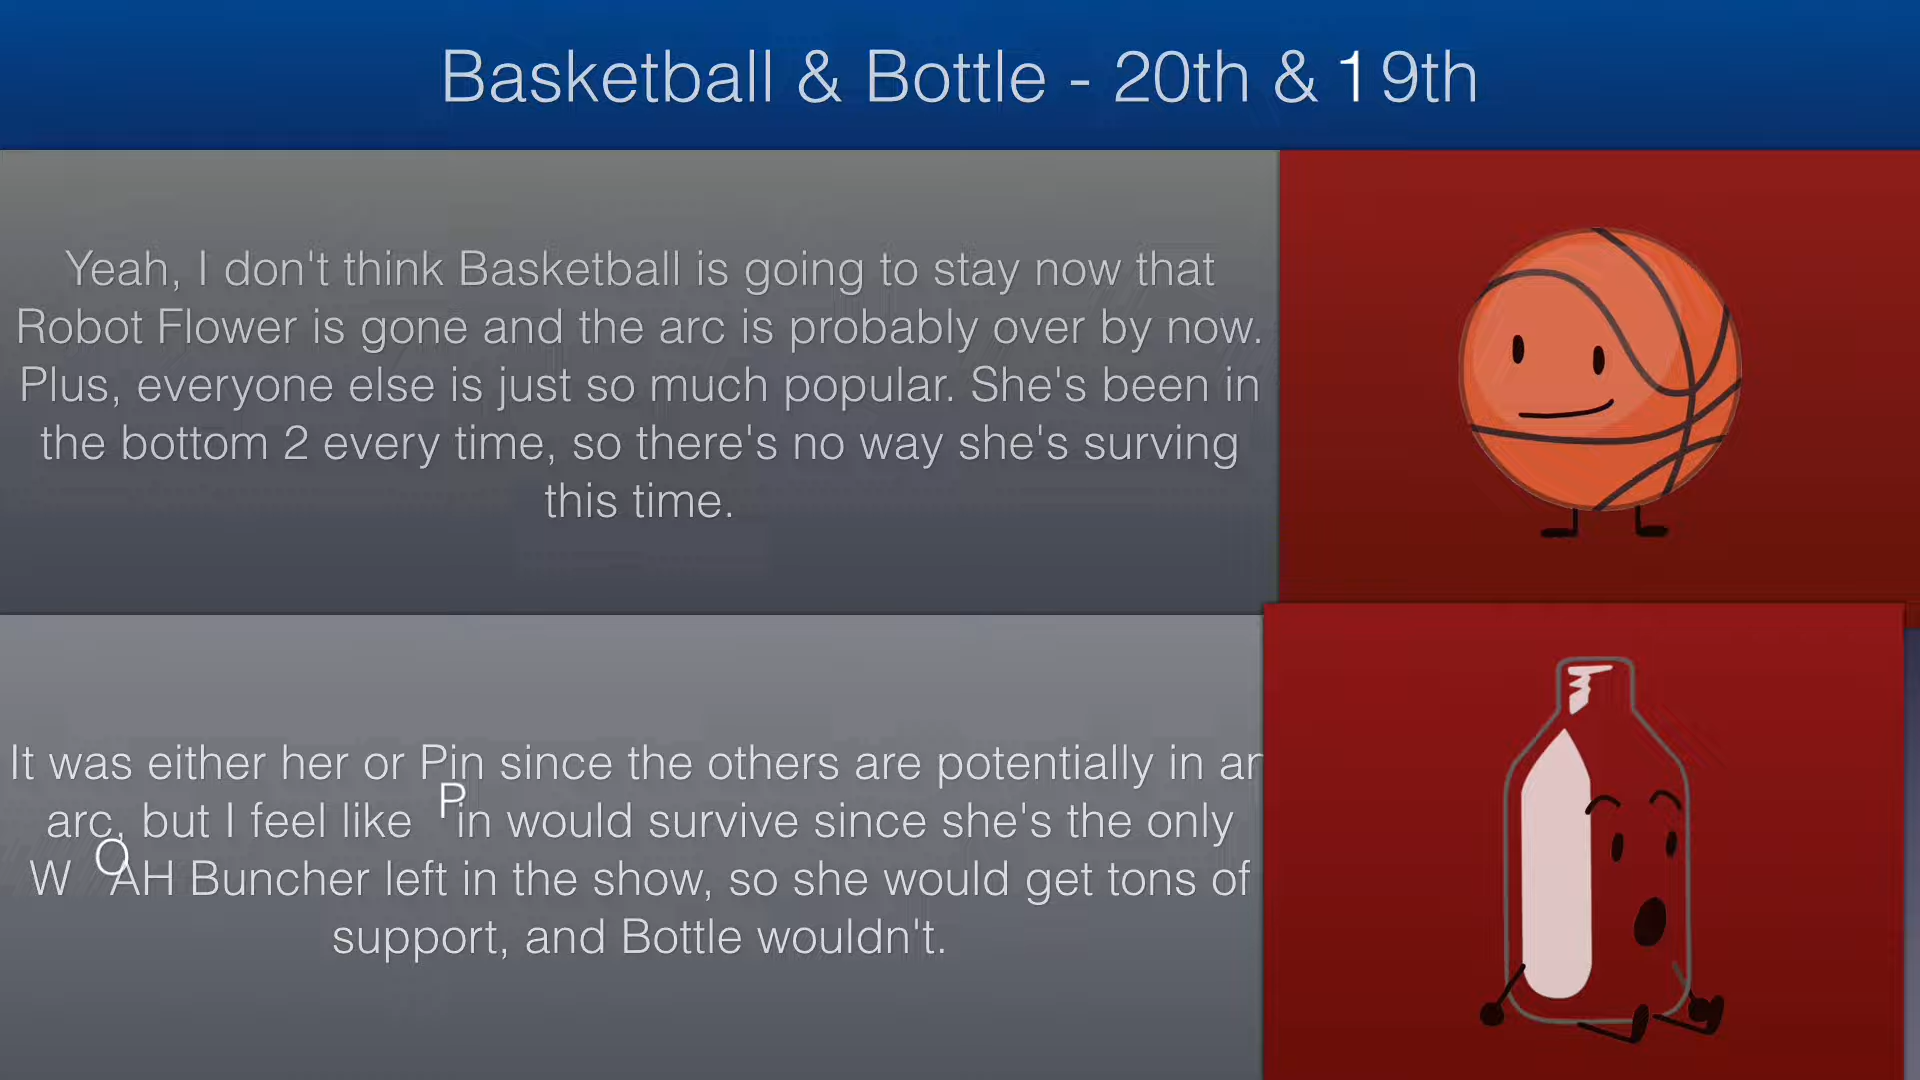 Basketball & Bottle - 20th & 19th
Yeah, I don't think Basketball is going to stay now that
Robot Flower is gone and the arc is probably over by now.
Plus, everyone else is just so much popular. She's been in
the bottom 2 every time, so there's no way she's surving
this time.
It was either her or Pin since the others are potentially in an
arc, but I feel like Pin would survive since she's the only
WOAH Buncher left in the show, so she would get tons of
support, and Bottle wouldn't.